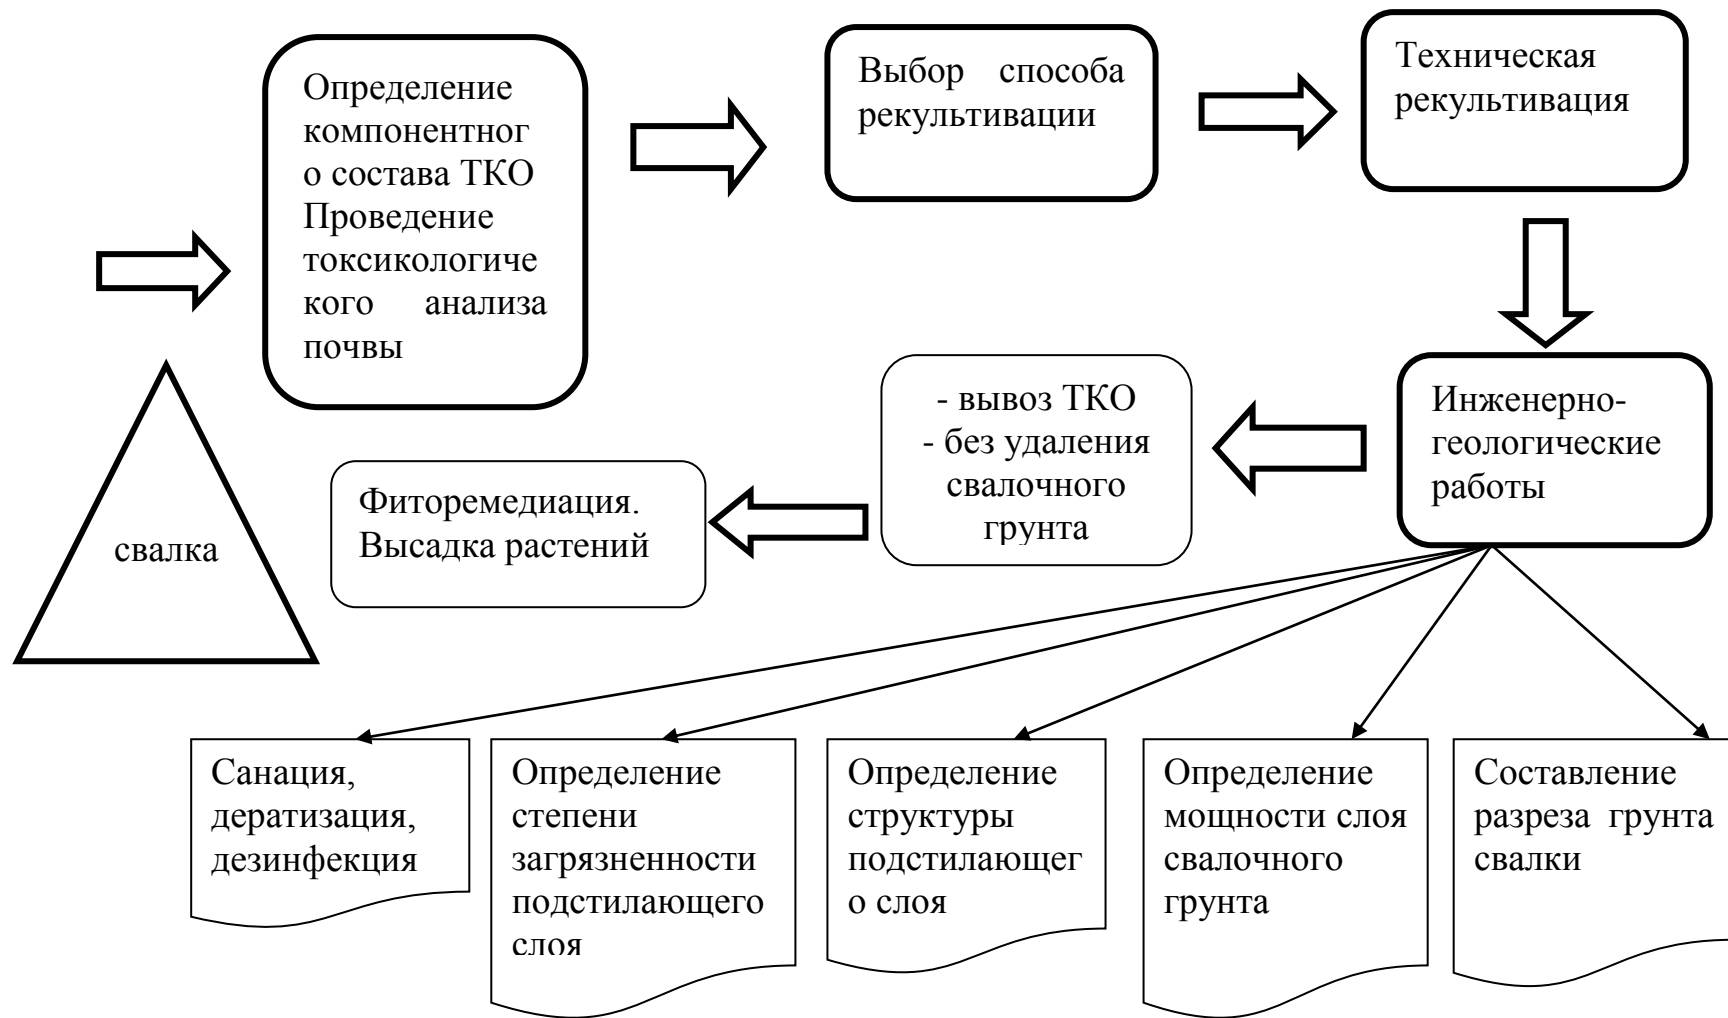 Определение
компонентног
о состава ТКО
Проведение
токсикологиче
кого анализа
почвы
Выбор способа
рекультивации
Техническая
рекультивация
Инженерно-
геологические
работы
- вывоз ТКО
- без удаления
свалочного
грунта
Фиторемедиация.
Высадка растений
свалка
Санация,
дератизация,
дезинфекция
Определение
степени
загрязненности
подстилающего
слоя
Определение
структуры
подстилающег
о слоя
Определение
мощности слоя
свалочного
грунта
Составление
разреза грунта
свалки